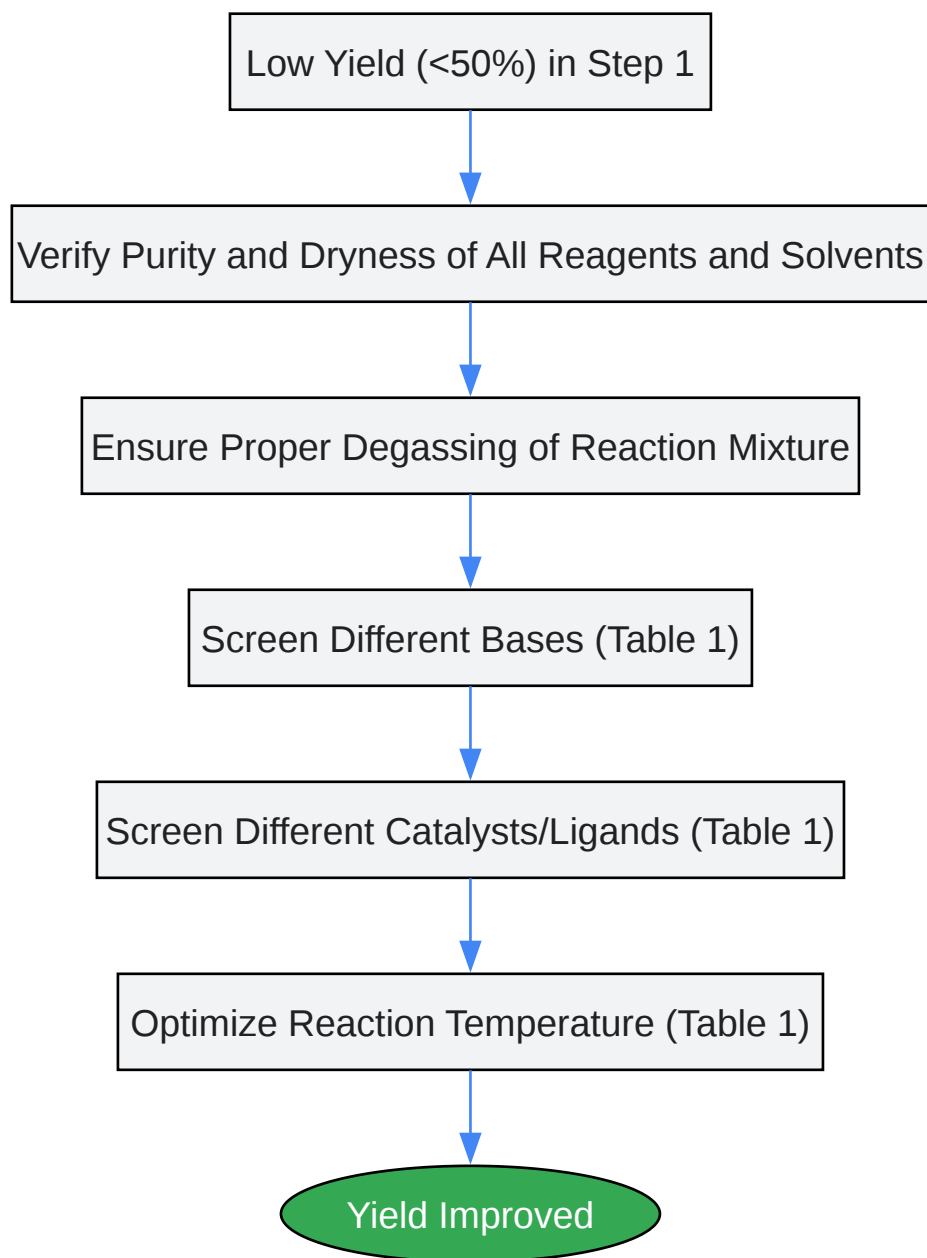 Low Yield (<50%) in Step 1
Verify Purity and Dryness of All Reagents and Solvents
Ensure Proper Degassing of Reaction Mixture
Screen Different Bases (Table 1)
Screen Different Catalysts/Ligands (Table 1)
Optimize Reaction Temperature (Table 1)
Yield Improved